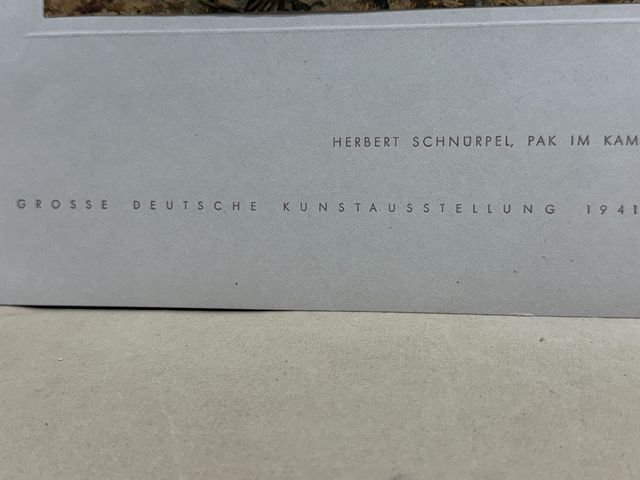 HERBERT SCHNÜRPEL, PAK IM KAM
GROSSE DEUTSCHE KUNSTAUSSTELLUNG 1941